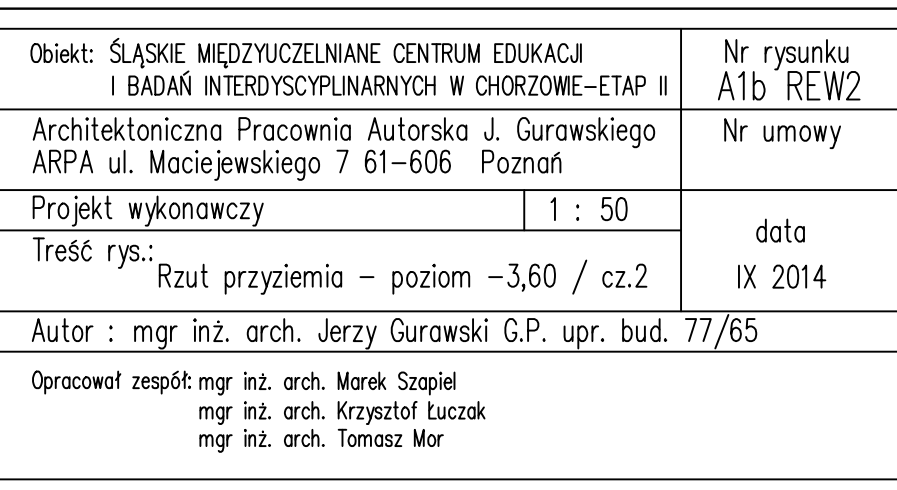 Obiekt: ŚLĄSKIE MIĘDZYUCZELNIANE CENTRUM EDUKACJI
I BADAŃ INTERDYSCYPLINARNYCH W CHORZOWIE-ETAP II
Nr rysunku
A1b REW2
Architektoniczna Pracownia Autorska J. Gurawskiego
ARPA ul. Maciejewskiego 7 61-606 Poznań
Nr umowy
Projekt wykonawczy 1 : 50
Treść rys.:
Rzut przyziemia - poziom -3,60 / cz.2
data
IX 2014
Autor : mgr inż. arch. Jerzy Gurawski G.P. upr. bud. 77/65
Opracował zespół: mgr inż. arch. Marek Szapiel
mgr inż. arch. Krzysztof Łuczak
mgr inż. arch. Tomasz Mor